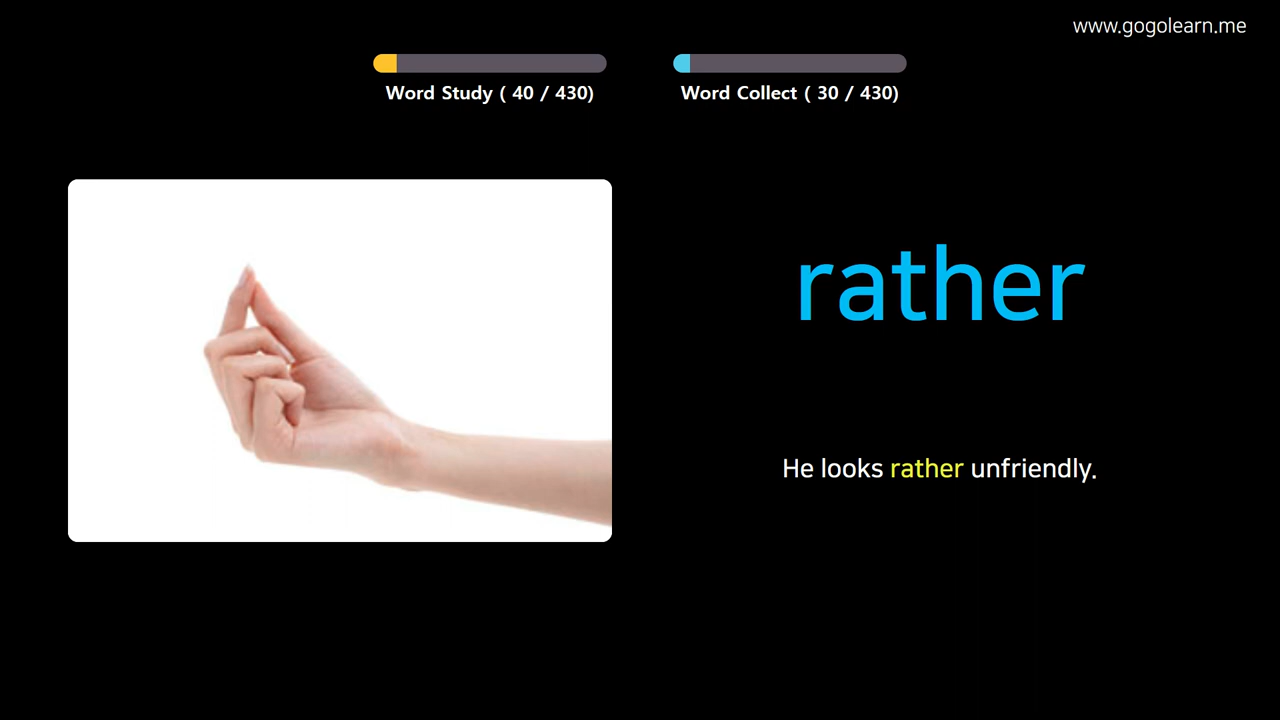 www.gogolearn.me
Word Study ( 40 / 430)
Word Collect ( 30 / 430)
rather
He looks rather unfriendly.